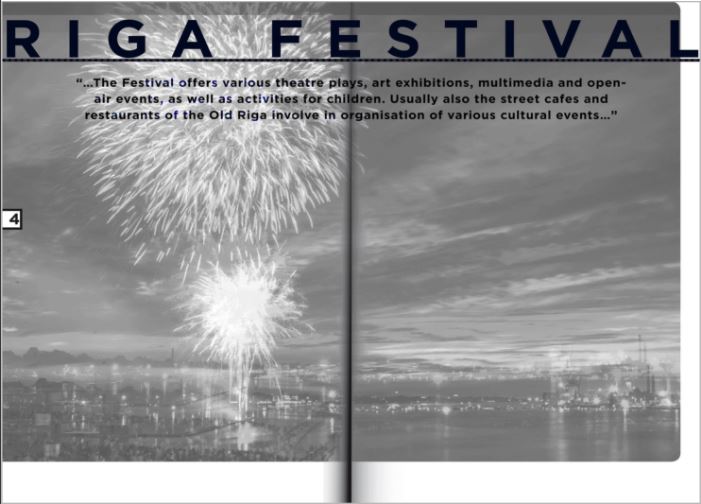 RIGA FESTIVAL
“...The Festival offers various theatre plays, art exhibitions, multimedia and open-
air events, as well as activities for children. Usually also the street cafes and
restaurants of the Old Riga involve in organisation of various cultural events...”
4